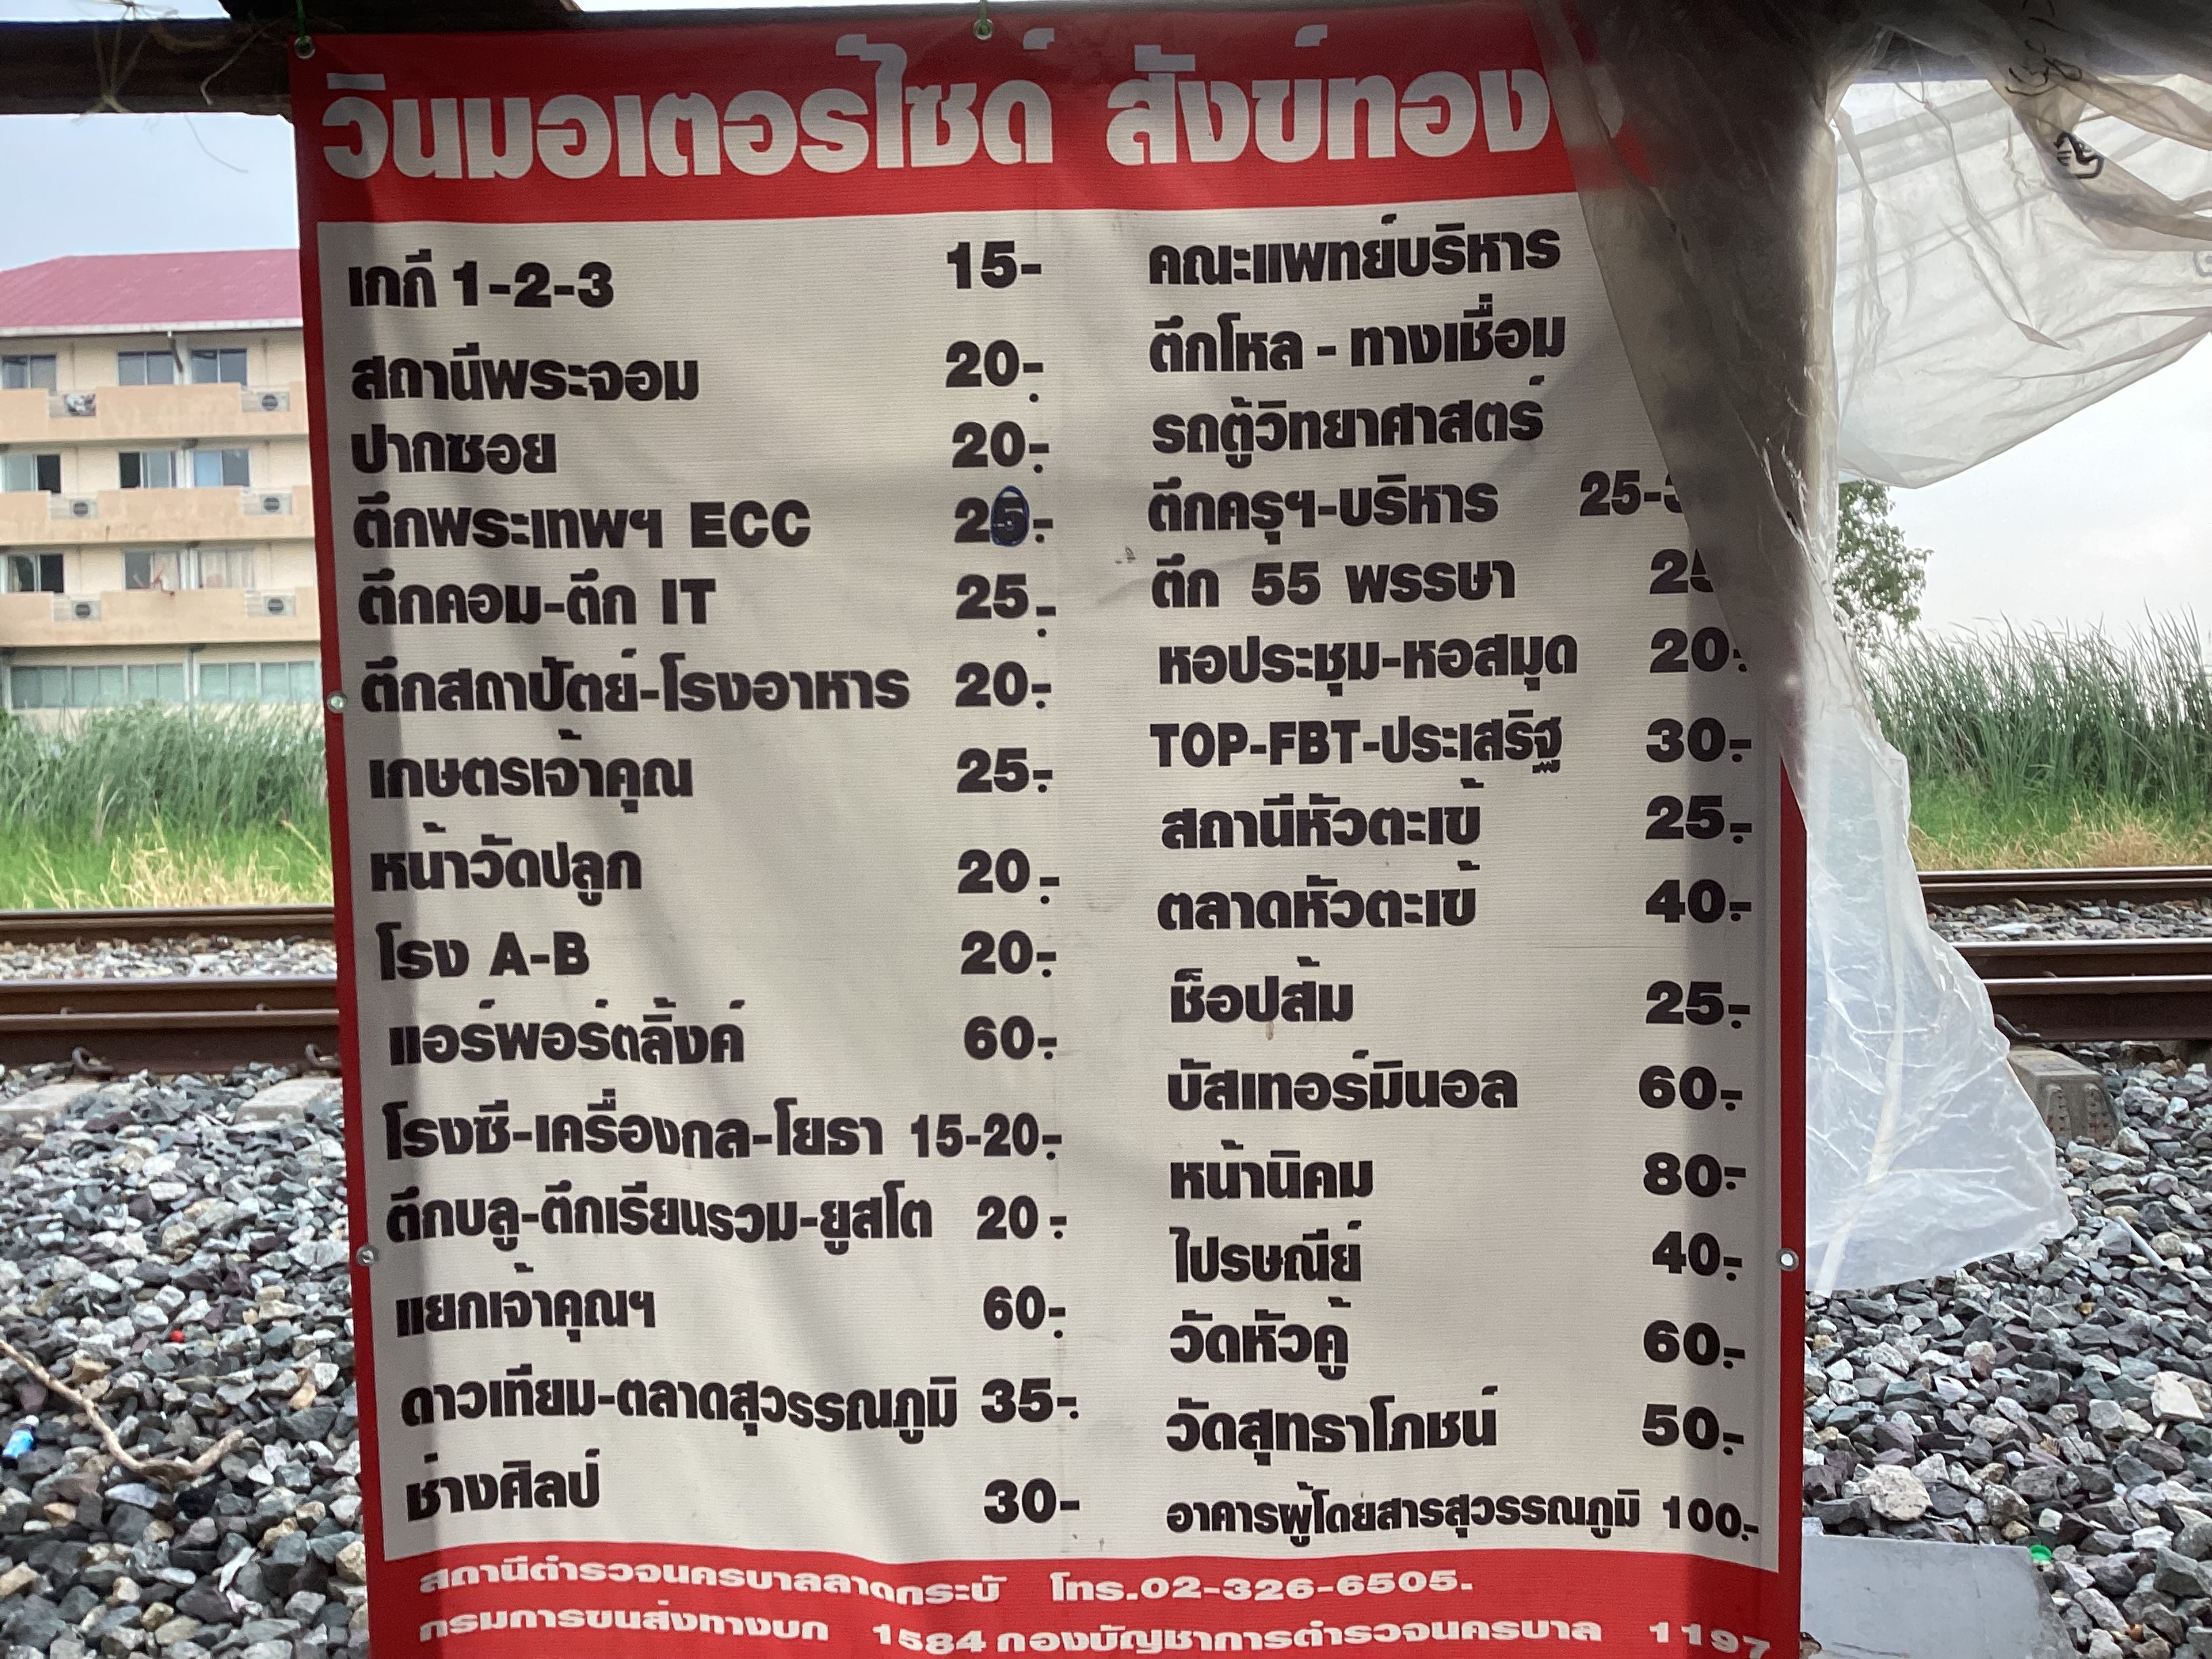 วินมอเตอร์ไซด์ สังข์ทอง
เกกี 1-2-3 15-
สถานีพระจอม 20.-
ปากซอย 20.-
ตึกพระเทพฯ ECC 25.-
ตึกคอม-ตึก IT 25.-
ตึกสถาปัตย์-โรงอาหาร 20.-
เกษตรเจ้าคุณ 25.-
หน้าวัดปลูก 20.-
โรง A-B 20.-
แอร์พอร์ตลิ้งค์ 60.-
โรงซี-เครื่องกล-โยธา 15-20.-
ตึกบลู-ตึกเรียนรวม-ยูสโต 20.-
แยกเจ้าคุณฯ 60.-
ดาวเทียม-ตลาดสุวรรณภูมิ 35.-
ช่างศิลป์ 30-
คณะแพทย์บริหาร
ตึกโหล - ทางเชื่อม
รถตู้วิทยาศาสตร์
ตึกครุฯ-บริหาร 25-
ตึก 55 พรรษา 25
หอประชุม-หอสมุด 20.
TOP-FBT-ประเสริฐ 30.-
สถานีหัวตะเข้ 25.-
ตลาดหัวตะเข้ 40.-
ช็อปส้ม 25.-
บัสเทอร์มินอล 60.-
หน้านิคม 80.-
ไปรษณีย์ 40.-
วัดหัวคู้ 60.-
วัดสุทธาโภชน์ 50.-
อาคารผู้โดยสารสุวรรณภูมิ 100.-
สถานีตำรวจนครบาลลาดกระบั โทร.02-326-6505.
กรมการขนส่งทางบก 1584 กองบัญชาการตำรวจนครบาล 1197